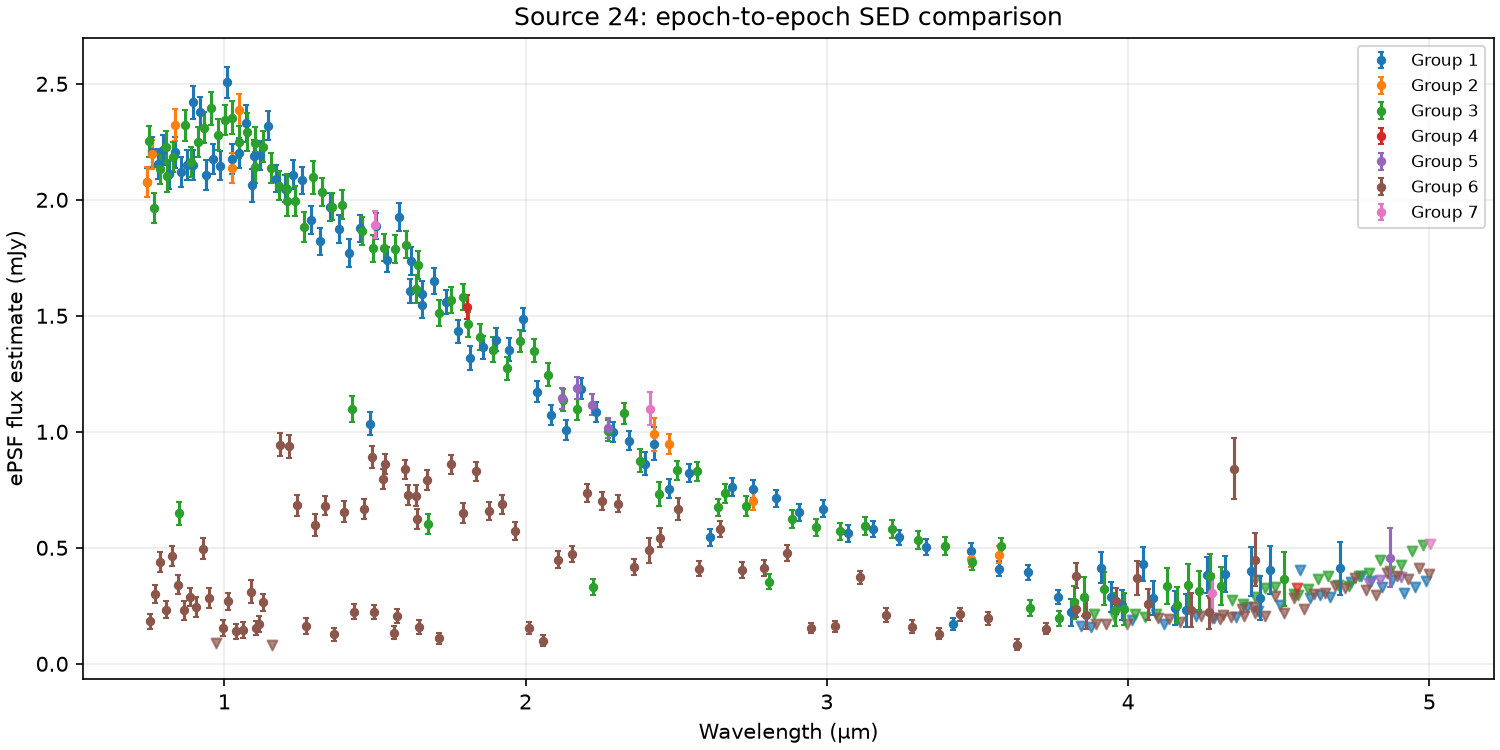 Source 24: epoch-to-epoch SED comparison
ePSF flux estimate (mJy)
2.5
2.0
1.5
1.0
0.5
0.0
1
2
3
4
5
Wavelength (μm)
Group 1
Group 2
Group 3
Group 4
Group 5
Group 6
Group 7